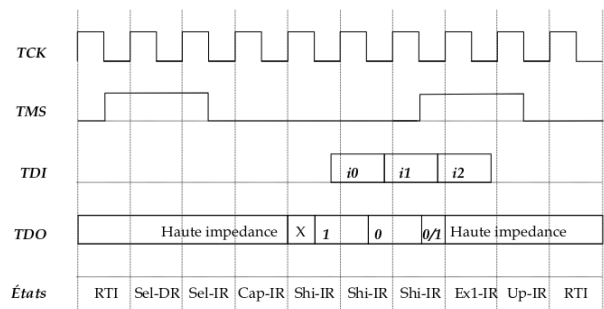 TCK
TMS
TDI i0 i1 i2
TDO Haute impedance X 1 0 0/1 Haute impedance
États RTI Sel-DR Sel-IR Cap-IR Shi-IR Shi-IR Shi-IR Ex1-IR Up-IR RTI